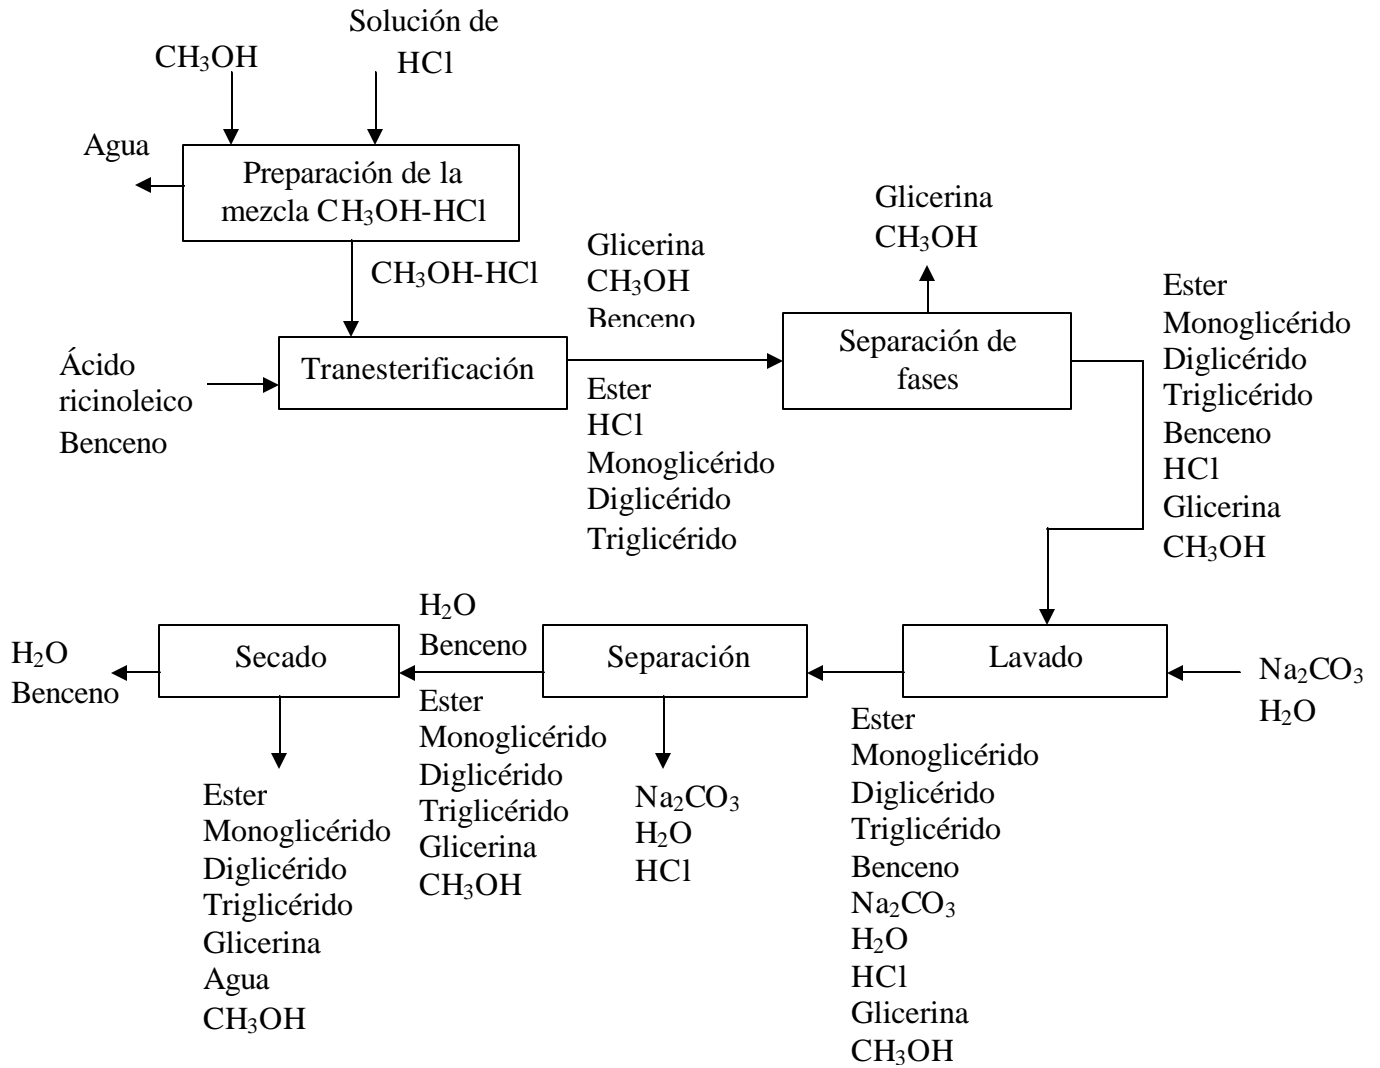 Solución de
HCl
CH₃OH
Agua
Preparación de la
mezcla CH₃OH-HCl
CH₃OH-HCl
Ácido
ricinoleico
Benceno
Tranesterificación
Glicerina
CH₃OH
Benceno
Ester
HCl
Monoglicérido
Diglicérido
Triglicérido
Separación de
fases
Glicerina
CH₃OH
Ester
Monoglicérido
Diglicérido
Triglicérido
Benceno
HCl
Glicerina
CH₃OH
Lavado
Na₂CO₃
H₂O
Ester
Monoglicérido
Diglicérido
Triglicérido
Benceno
Na₂CO₃
H₂O
HCl
Glicerina
CH₃OH
Separación
Na₂CO₃
H₂O
HCl
H₂O
Benceno
Ester
Monoglicérido
Diglicérido
Triglicérido
Glicerina
CH₃OH
Secado
H₂O
Benceno
Ester
Monoglicérido
Diglicérido
Triglicérido
Glicerina
Agua
CH₃OH